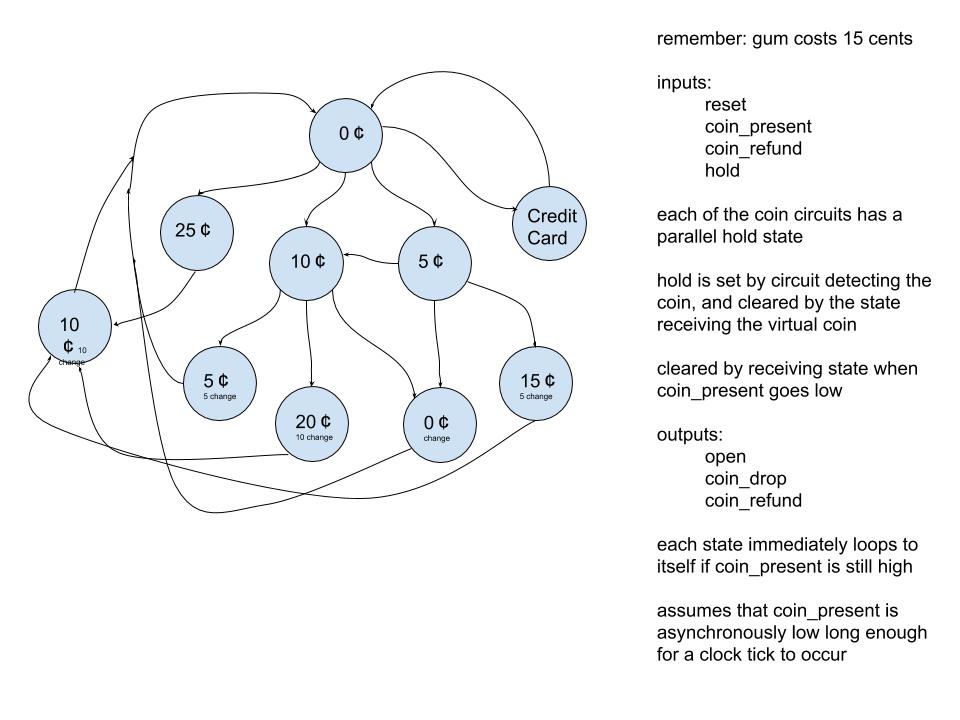 remember: gum costs 15 cents
inputs:
reset
coin_present
coin_refund
hold
each of the coin circuits has a
parallel hold state
hold is set by circuit detecting the
coin, and cleared by the state
receiving the virtual coin
cleared by receiving state when
coin_present goes low
outputs:
open
coin_drop
coin_refund
each state immediately loops to
itself if coin_present is still high
assumes that coin_present is
asynchronously low long enough
for a clock tick to occur
0 ¢
Credit
Card
25 ¢
10 ¢
5 ¢
10
¢ 10
change
5 ¢
5 change
20 ¢
10 change
0 ¢
change
15 ¢
5 change